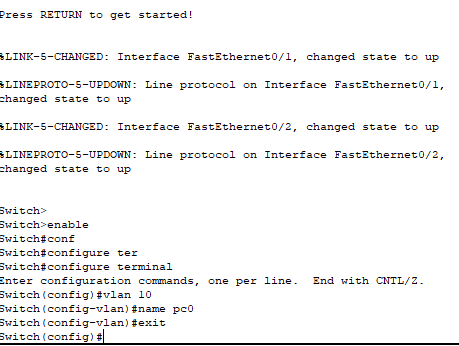 Press RETURN to get started!
%LINK-5-CHANGED: Interface FastEthernet0/1, changed state to up
%LINEPROTO-5-UPDOWN: Line protocol on Interface FastEthernet0/1,
changed state to up
%LINK-5-CHANGED: Interface FastEthernet0/2, changed state to up
%LINEPROTO-5-UPDOWN: Line protocol on Interface FastEthernet0/2,
changed state to up
Switch>
Switch>enable
Switch#conf
Switch#configure ter
Switch#configure terminal
Enter configuration commands, one per line.  End with CNTL/Z.
Switch(config)#vlan 10
Switch(config-vlan)#name pc0
Switch(config-vlan)#exit
Switch(config)#